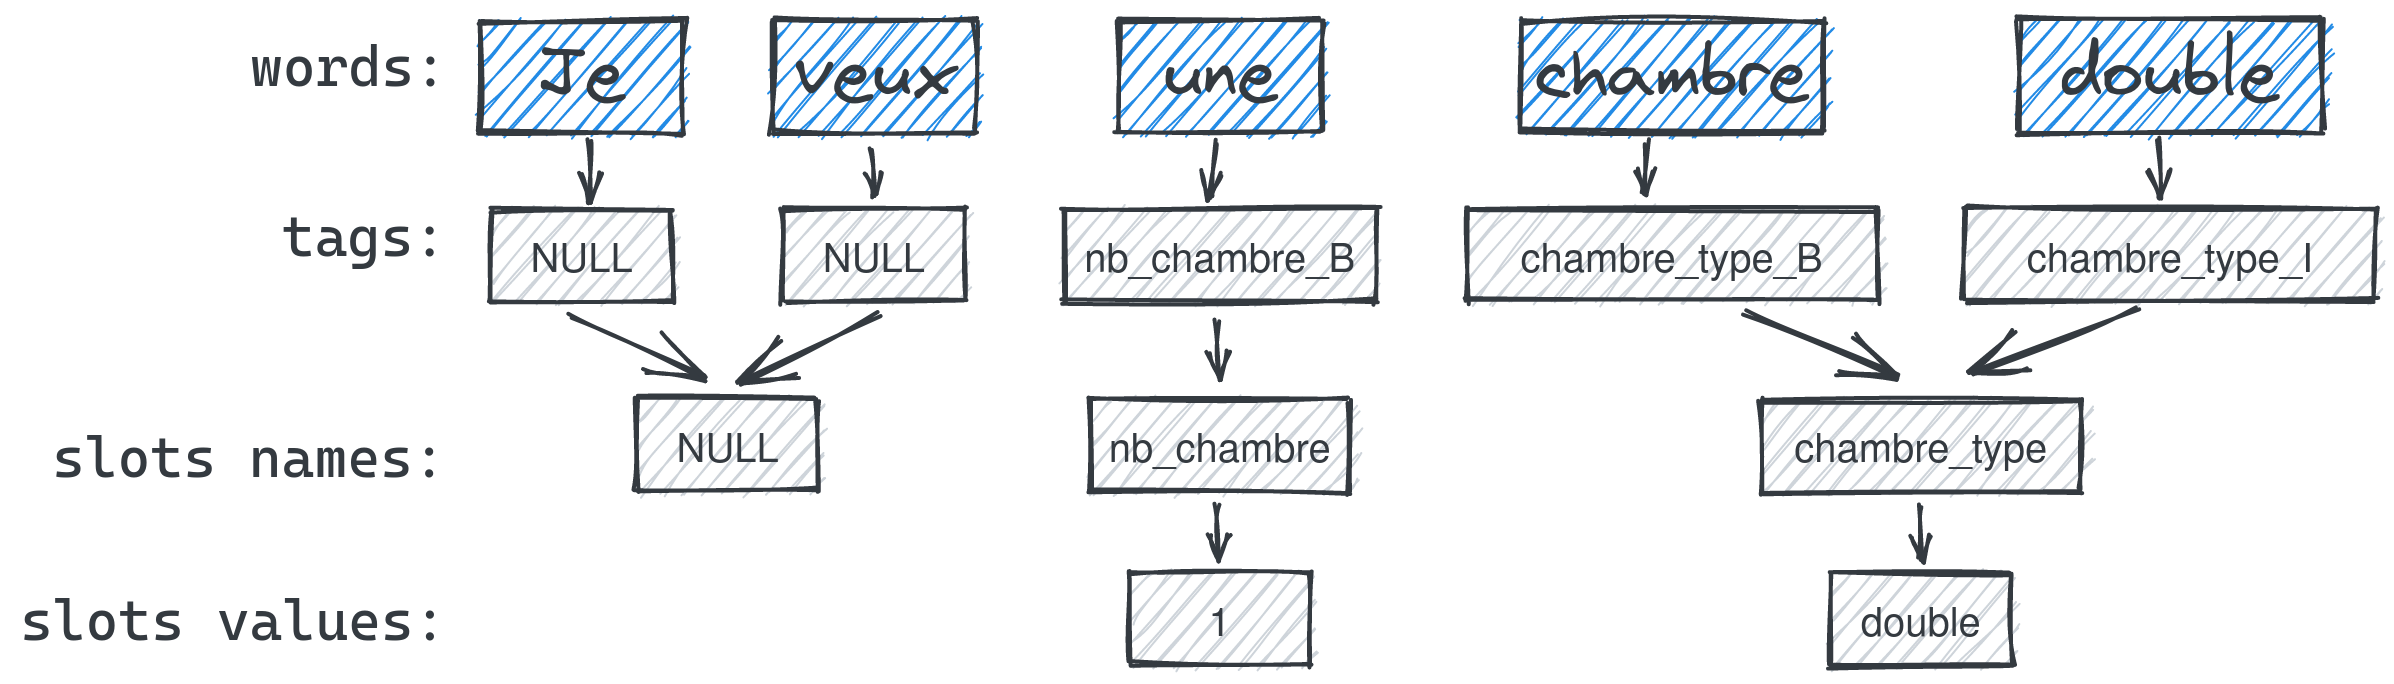 words: Je veux une chambre double
tags: NULL NULL nb_chambre_B chambre_type_B chambre_type_I
slots names: NULL nb_chambre chambre_type
slots values: 1 double